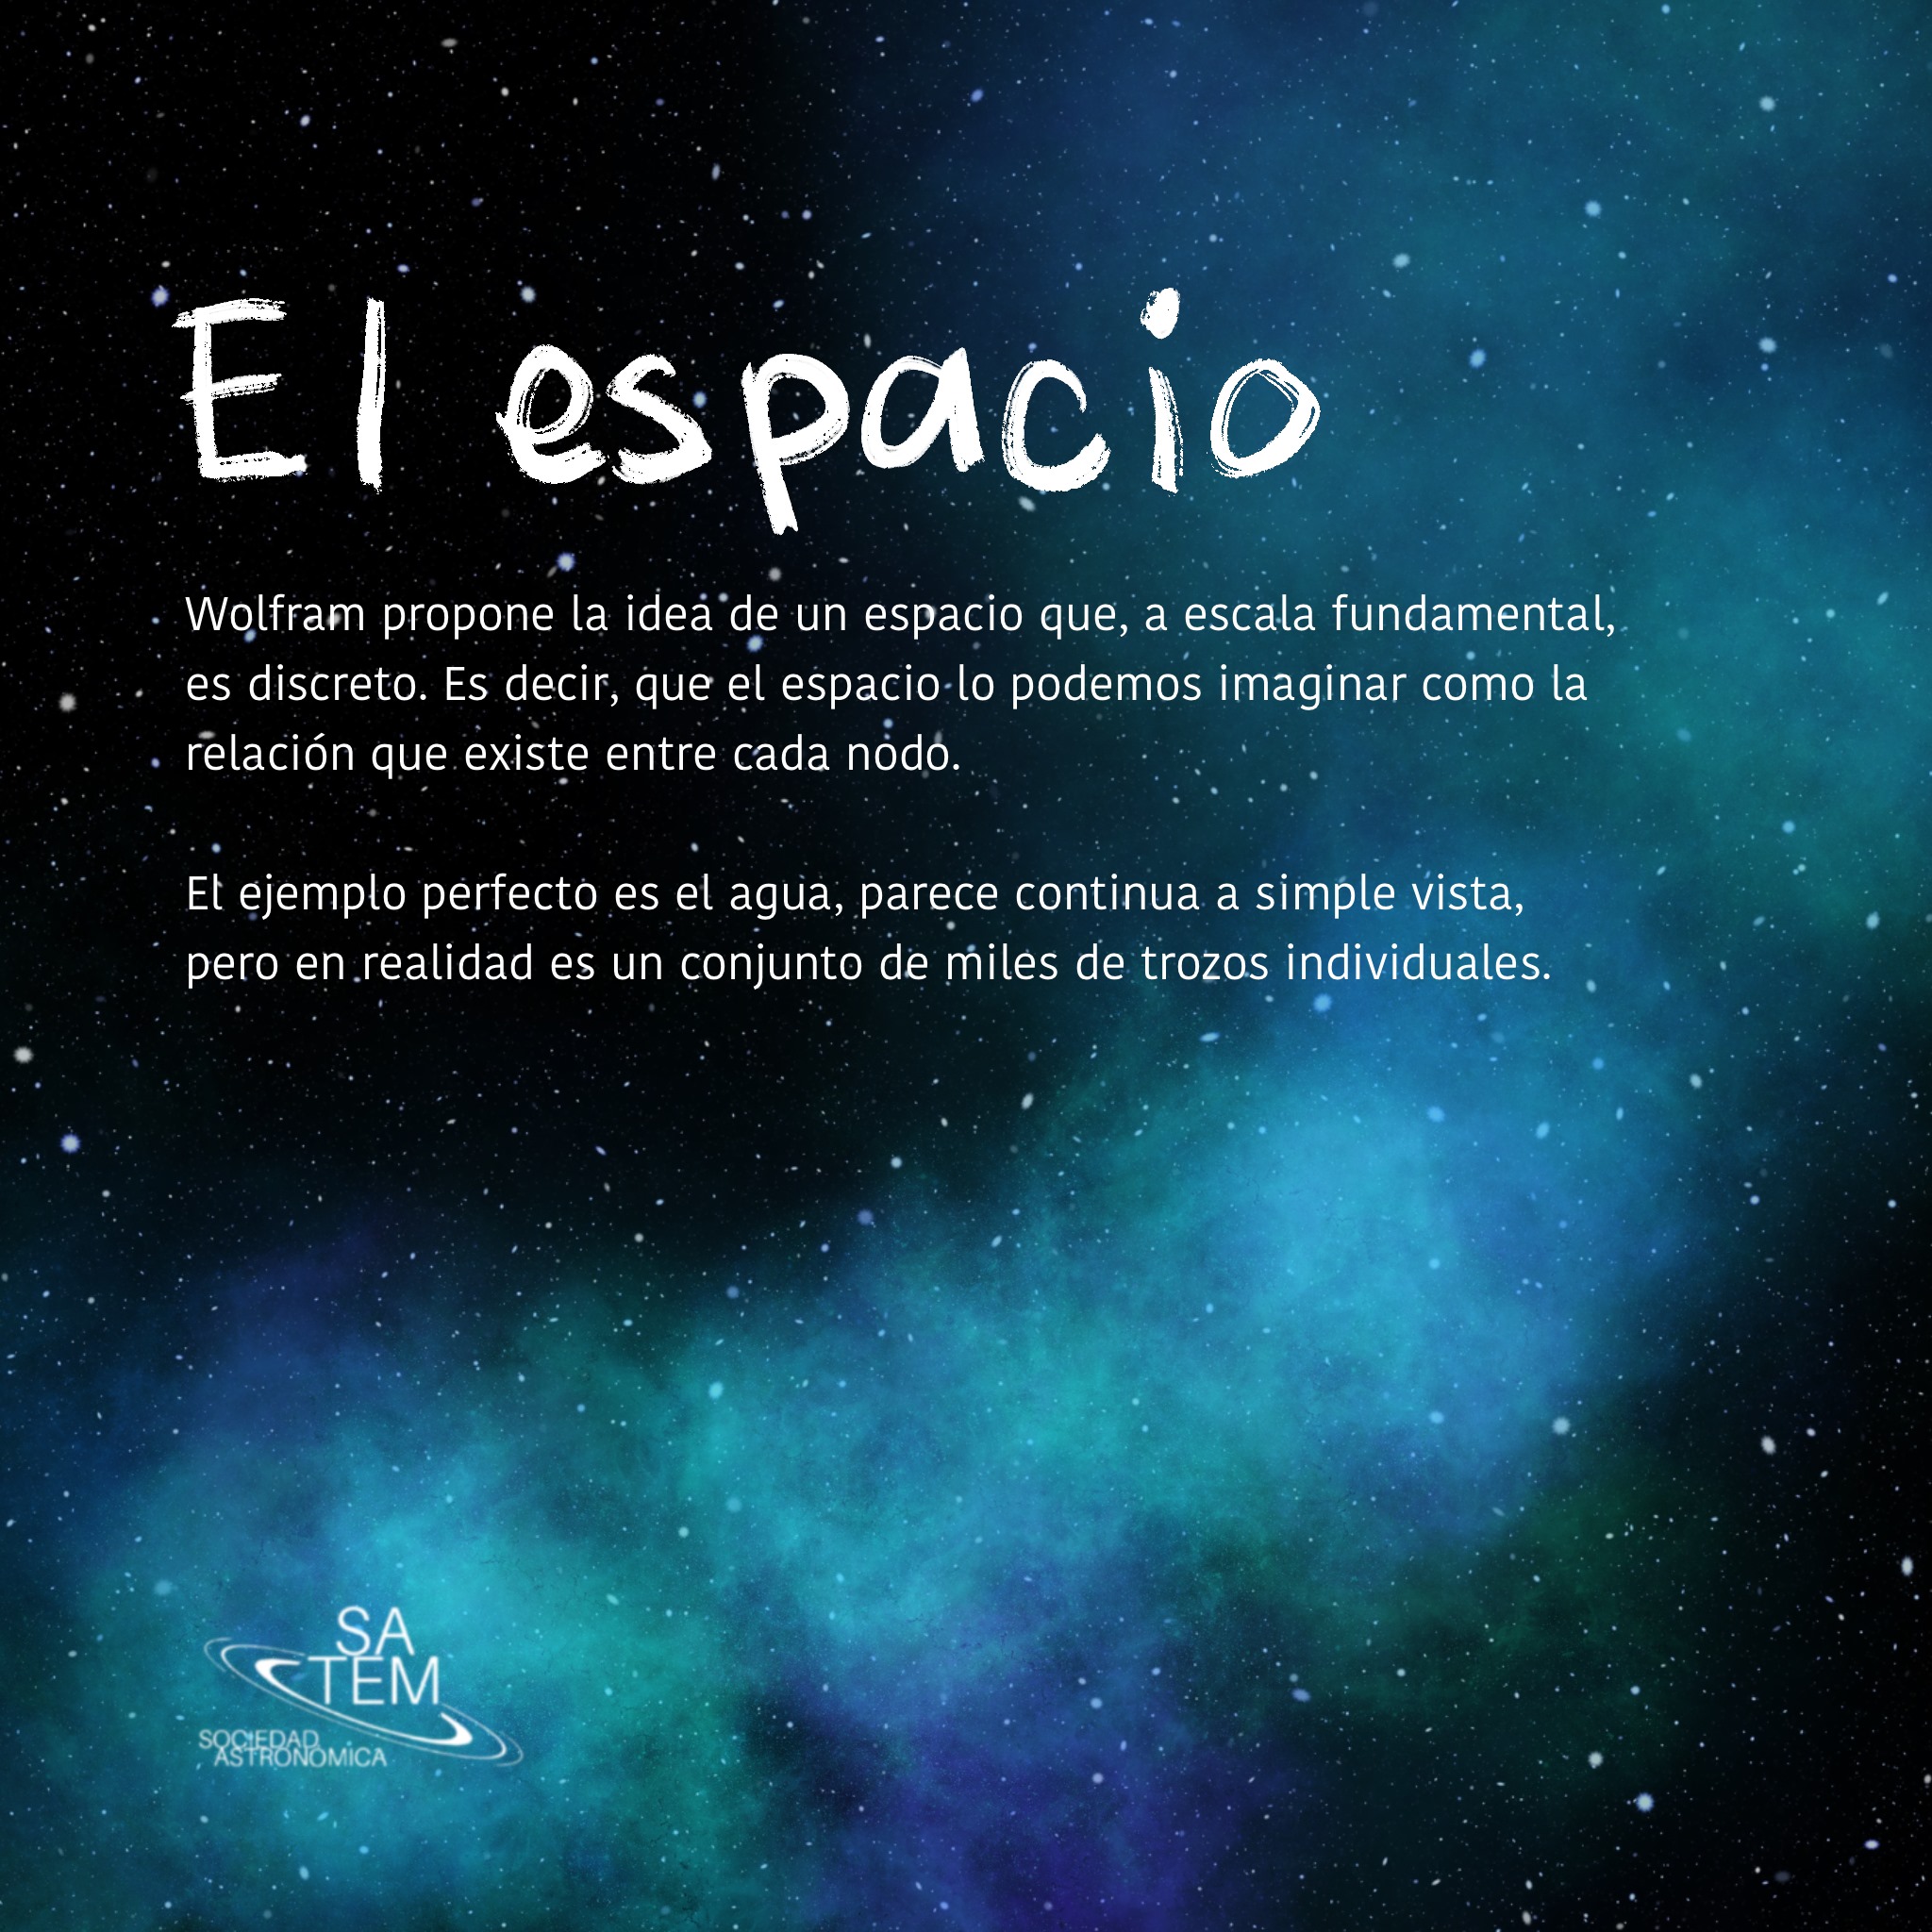 El espacio
Wolfram propone la idea de un espacio que, a escala fundamental,
es discreto. Es decir, que el espacio lo podemos imaginar como la
relación que existe entre cada nodo.
El ejemplo perfecto es el agua, parece continua a simple vista,
pero en realidad es un conjunto de miles de trozos individuales.
SA
TEM
SOCIEDAD
ASTRONOMICA